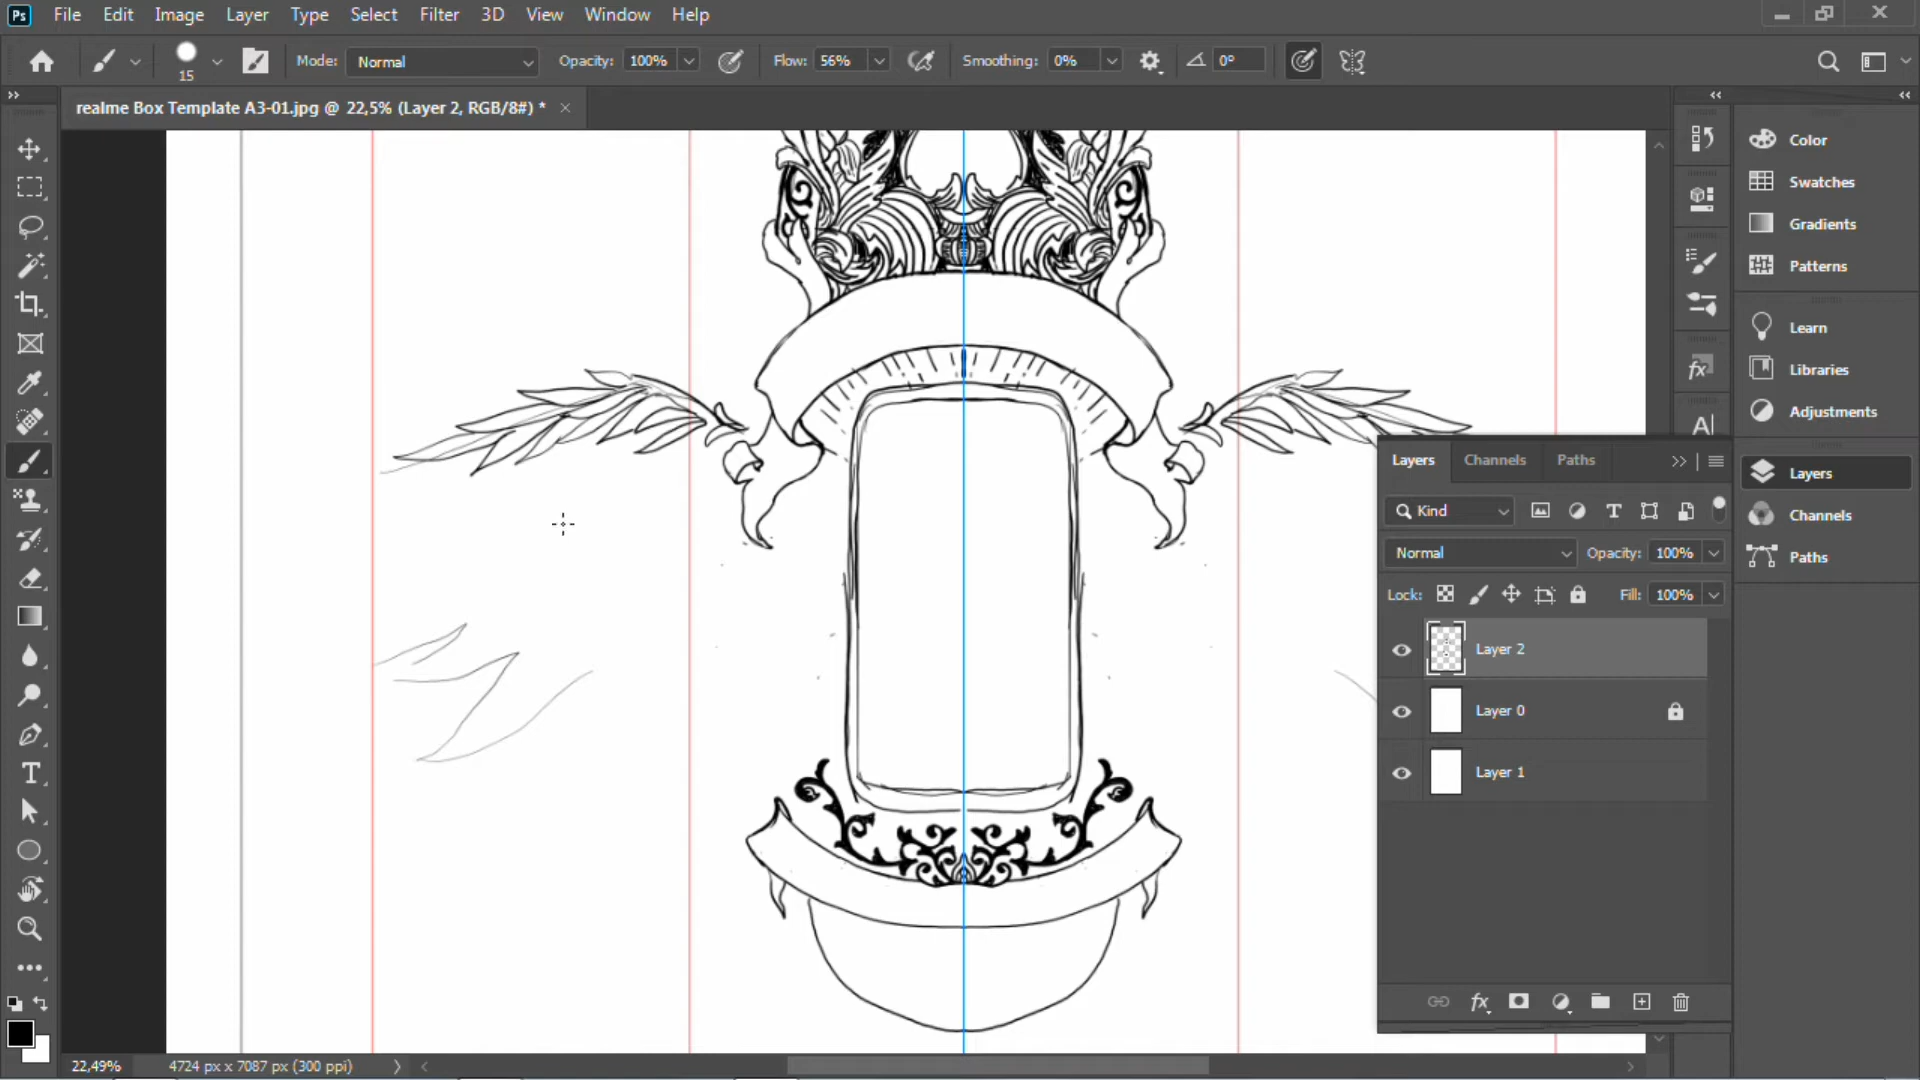 Ps File Edit Image Layer Type Select Filter 3D View Window Help
15 Mode: Normal Opacity: 100% Flow: 56% Smoothing: 0% 0°
realme Box Template A3-01.jpg @ 22,5% (Layer 2, RGB/8#) * ×
Color
Swatches
Gradients
Patterns
Learn
Libraries
Adjustments
Layers
Channels
Paths
fx
A
Layers Channels Paths
Kind
Normal Opacity: 100%
Lock: Fill: 100%
Layer 2
Layer 0
Layer 1
fx
22,49% 4724 px x 7087 px (300 ppi)